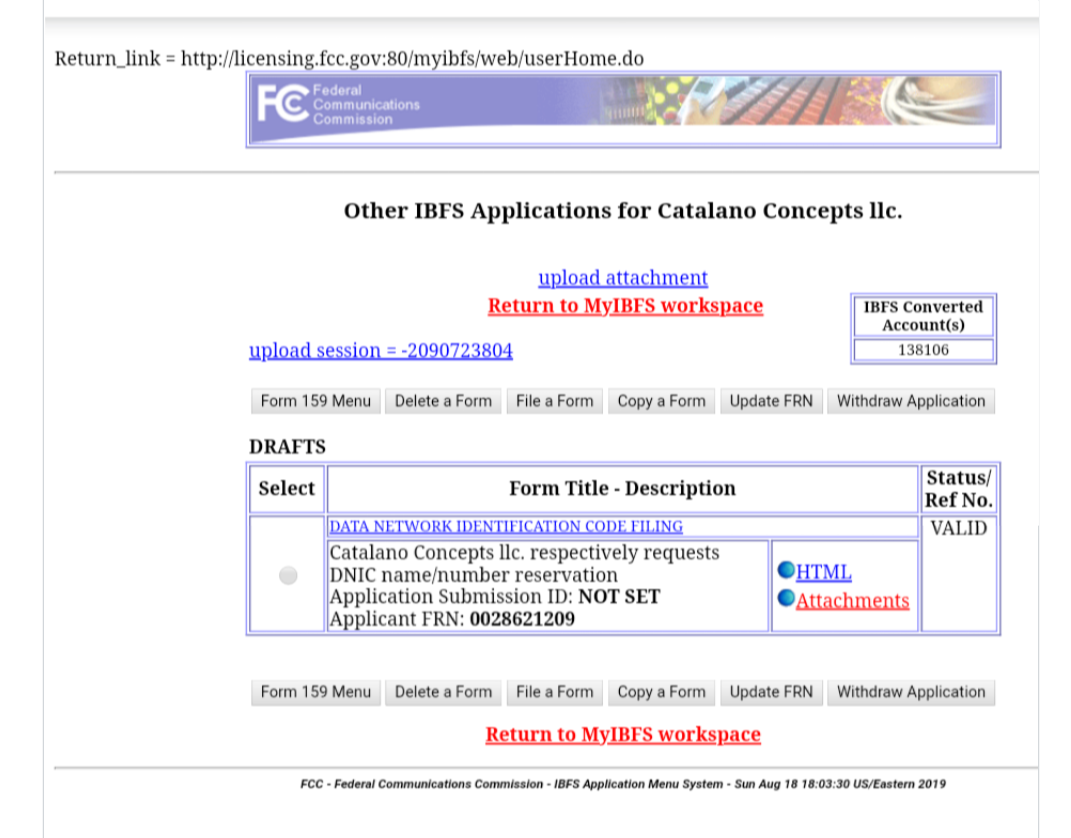 Return_link = http://licensing.fcc.gov:80/myibfs/web/userHome.do
FC Federal
Communications
Commission
Other IBFS Applications for Catalano Concepts llc.
upload attachment
Return to MyIBFS workspace
IBFS Converted
Account(s)
138106
upload session = -2090723804
Form 159 Menu Delete a Form File a Form Copy a Form Update FRN Withdraw Application
DRAFTS
Select Form Title - Description Status/
Ref No.
DATA NETWORK IDENTIFICATION CODE FILING VALID
Catalano Concepts llc. respectively requests
DNIC name/number reservation
Application Submission ID: NOT SET
Applicant FRN: 0028621209
HTML
Attachments
Form 159 Menu Delete a Form File a Form Copy a Form Update FRN Withdraw Application
Return to MyIBFS workspace
FCC - Federal Communications Commission - IBFS Application Menu System - Sun Aug 18 18:03:30 US/Eastern 2019